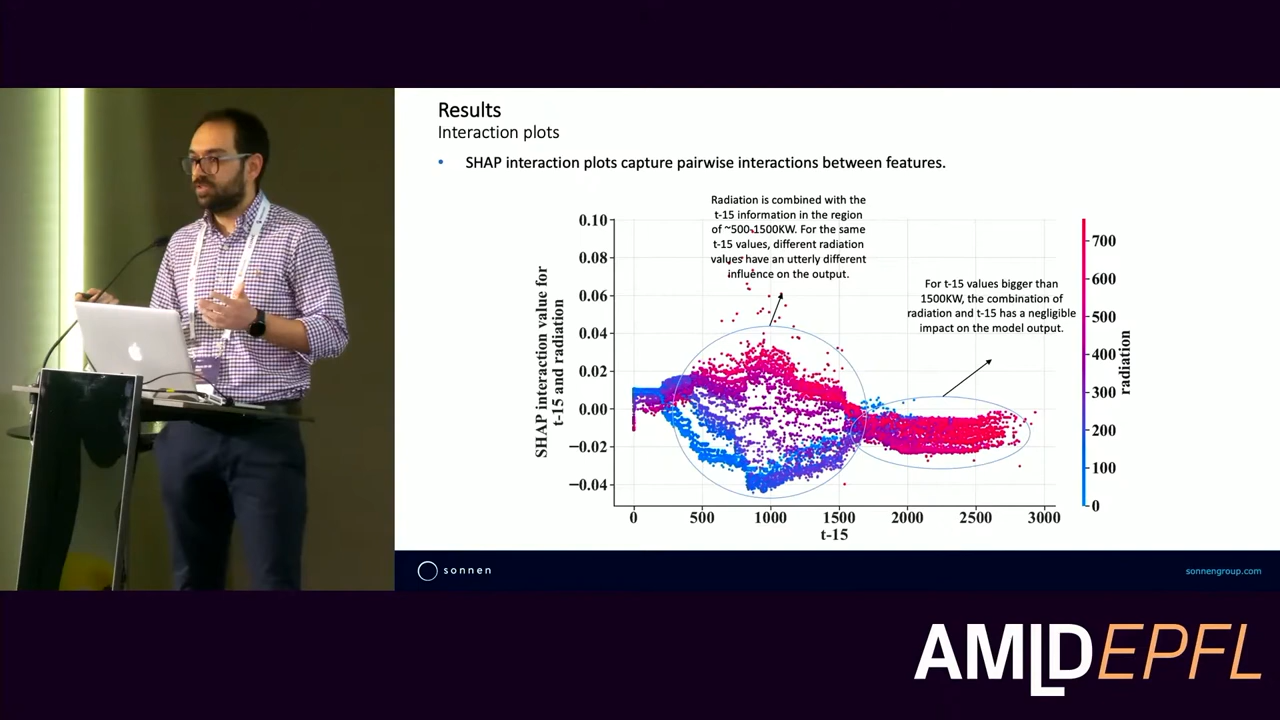 Results
Interaction plots
• SHAP interaction plots capture pairwise interactions between features.
Radiation is combined with the
t-15 information in the region
of ~500-1500KW. For the same
t-15 values, different radiation
values have an utterly different
influence on the output.
For t-15 values bigger than
1500KW, the combination of
radiation and t-15 has a negligible
impact on the model output.
SHAP interaction value for
t-15 and radiation
0.10
0.08
0.06
0.04
0.02
0.00
−0.02
−0.04
0 500 1000 1500 2000 2500 3000
t-15
700
600
500
400
300
200
100
0
radiation
sonnen
sonnengroup.com
AMLD EPFL